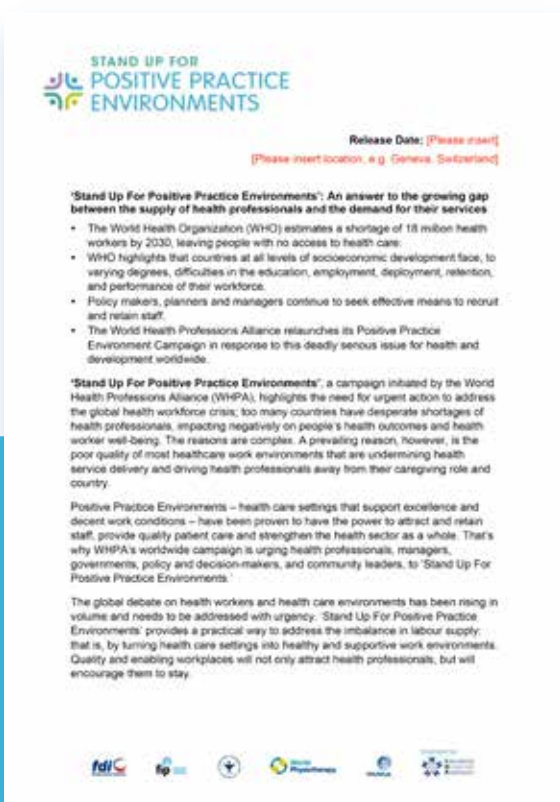 STAND UP FOR
POSITIVE PRACTICE
ENVIRONMENTS
Release Date: [Please insert]
[Please insert location, e.g. Geneva, Switzerland]
'Stand Up For Positive Practice Environments': An answer to the growing gap
between the supply of health professionals and the demand for their services
• The World Health Organization (WHO) estimates a shortage of 18 million health
workers by 2030, leaving people with no access to health care.
• WHO highlights that countries at all levels of socioeconomic development face, to
varying degrees, difficulties in the education, employment, deployment, retention,
and performance of their workforce.
• Policy makers, planners and managers continue to seek effective means to recruit
and retain staff.
• The World Health Professions Alliance relaunches its Positive Practice
Environment Campaign in response to this deadly serious issue for health and
development worldwide.
'Stand Up For Positive Practice Environments', a campaign initiated by the World
Health Professions Alliance (WHPA), highlights the need for urgent action to address
the global health workforce crisis; too many countries have desperate shortages of
health professionals, impacting negatively on people's health outcomes and health
worker well-being. The reasons are complex. A prevailing reason, however, is the
poor quality of most healthcare work environments that are undermining health
service delivery and driving health professionals away from their caregiving role and
country.
Positive Practice Environments – health care settings that support excellence and
decent work conditions – have been proven to have the power to attract and retain
staff, provide quality patient care and strengthen the health sector as a whole. That's
why WHPA's worldwide campaign is urging health professionals, managers,
governments, policy and decision-makers, and community leaders, to 'Stand Up For
Positive Practice Environments.'
The global debate on health workers and health care environments has been rising in
volume and needs to be addressed with urgency. 'Stand Up For Positive Practice
Environments' provides a practical way to address the imbalance in labour supply:
that is, by turning health care settings into healthy and supportive work environments.
Quality and enabling workplaces will not only attract health professionals, but will
encourage them to stay.
fdi fip World Physiotherapy